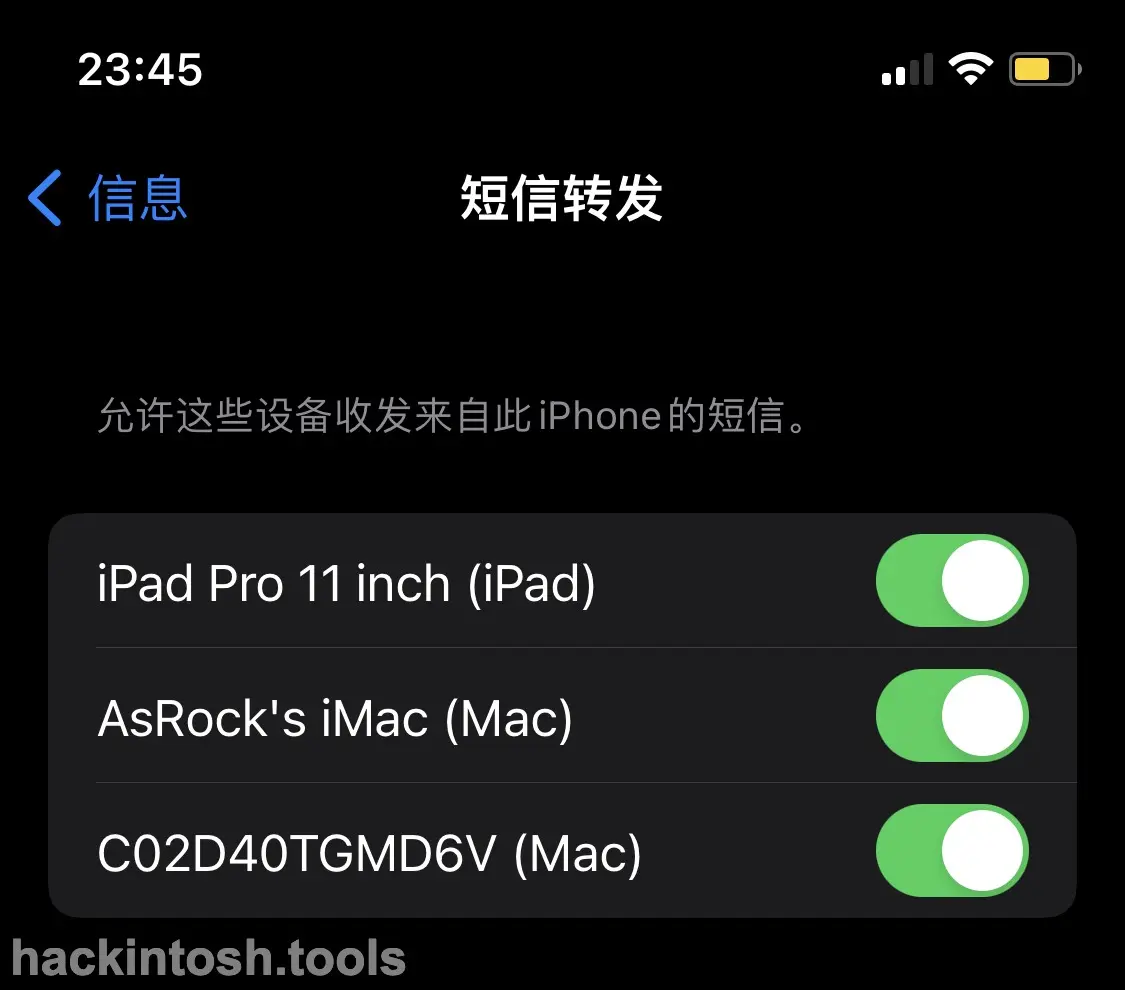 23:45
信息
短信转发
允许这些设备收发来自此iPhone的短信。
iPad Pro 11 inch (iPad)
AsRock's iMac (Mac)
C02D40TGMD6V (Mac)
hackintosh.tools